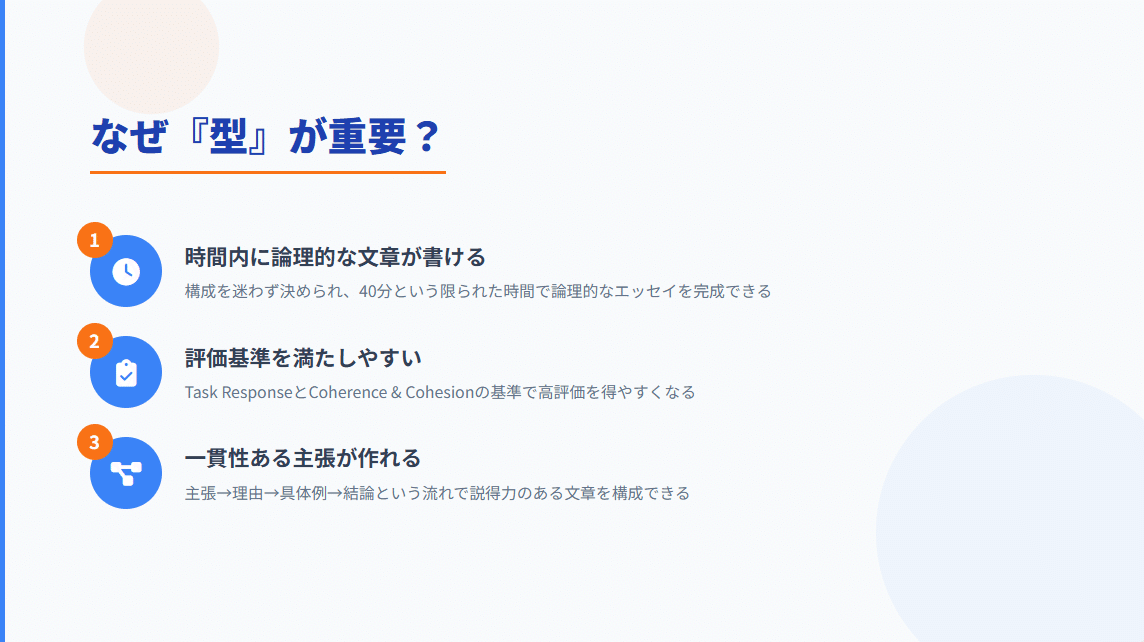 なぜ『型』が重要？
1
時間内に論理的な文章が書ける
構成を迷わず決められ、40分という限られた時間で論理的なエッセイを完成できる
2
評価基準を満たしやすい
Task ResponseとCoherence & Cohesionの基準で高評価を得やすくなる
3
一貫性ある主張が作れる
主張→理由→具体例→結論という流れで説得力のある文章を構成できる